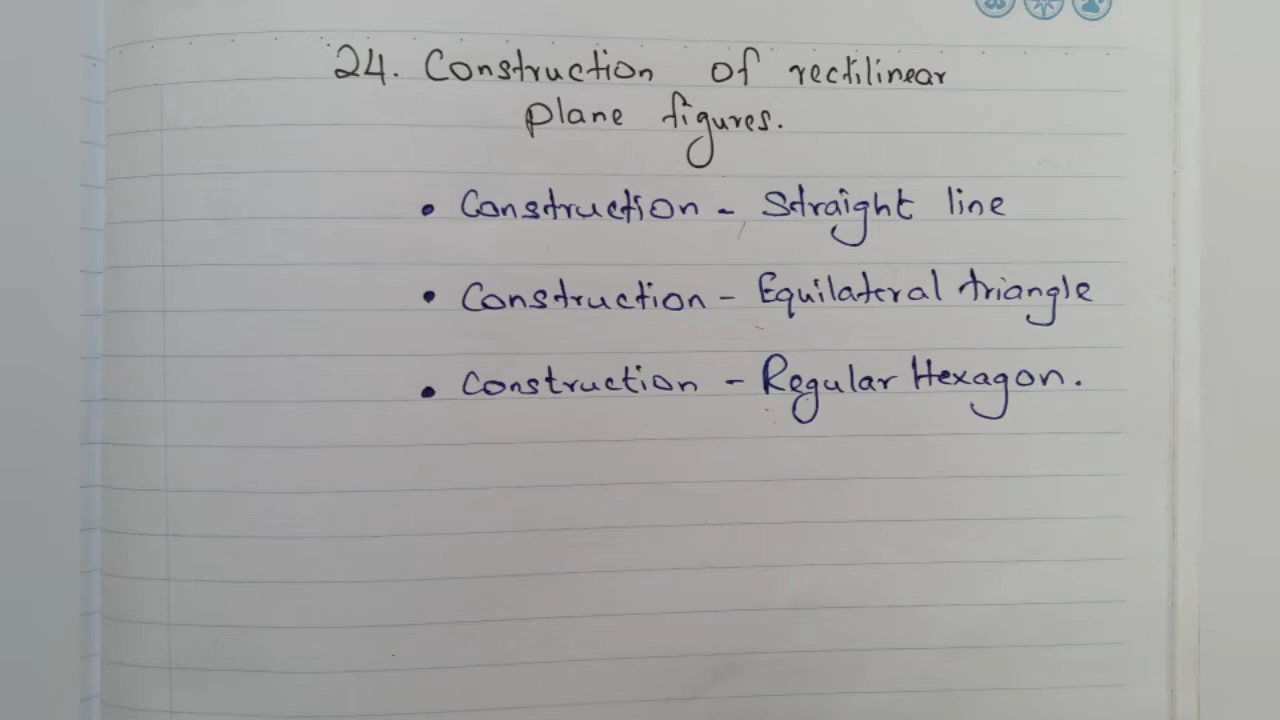 24. Construction of rectilinear
plane figures.
• Construction - Straight line
• Construction - Equilateral triangle
• Construction - Regular Hexagon.